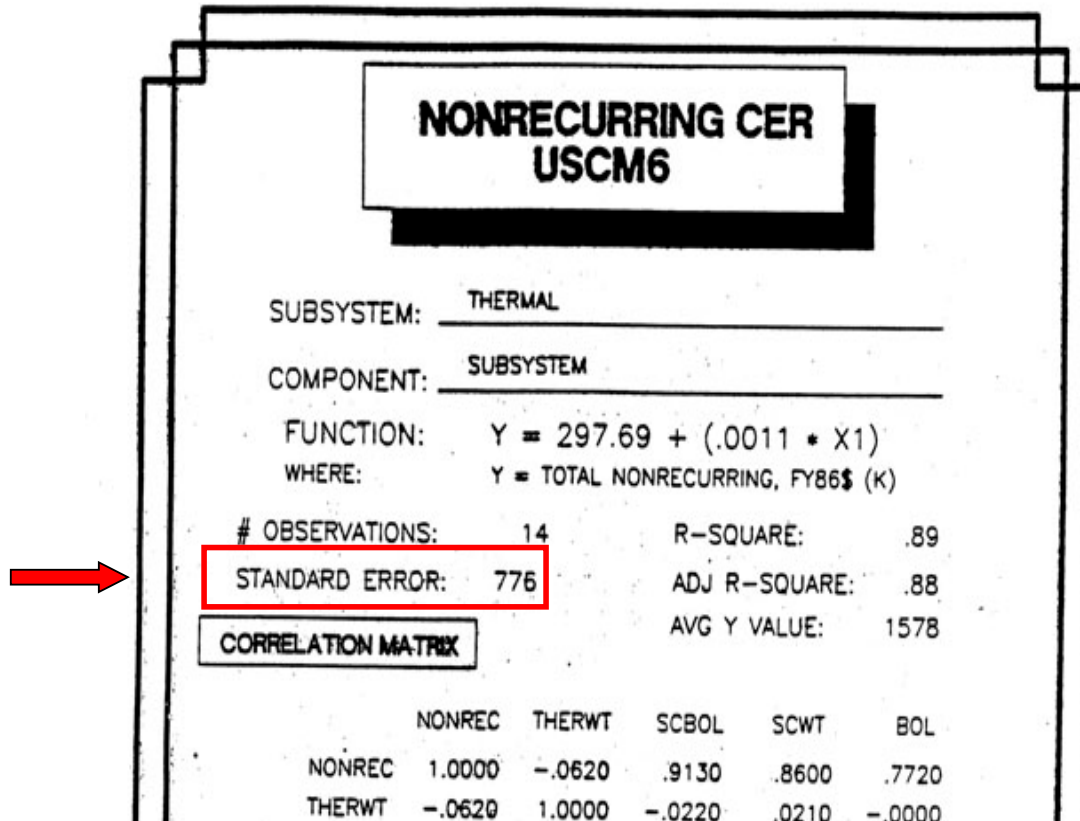 NONRECURRING CER
USCM6
SUBSYSTEM: THERMAL
COMPONENT: SUBSYSTEM
FUNCTION: Y = 297.69 + (.0011 * X1)
WHERE: Y = TOTAL NONRECURRING, FY86$ (K)
# OBSERVATIONS: 14 R-SQUARE: .89
STANDARD ERROR: 776 ADJ R-SQUARE: .88
AVG Y VALUE: 1578
CORRELATION MATRIX
NONREC THERWT SCBOL SCWT BOL
NONREC 1.0000 -.0620 .9130 .8600 .7720
THERWT -.0620 1.0000 -.0220 .0210 -.0000